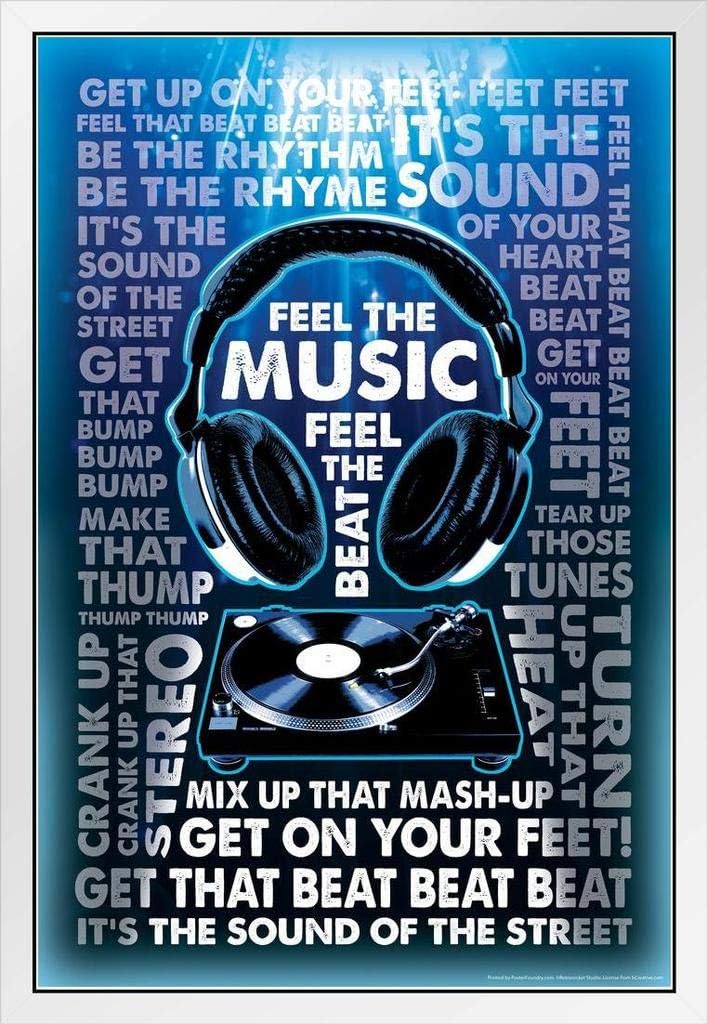 GET UP ON YOUR FEET FEET FEET
FEEL THAT BEAT BEAT BEAT
BE THE RHYTHM
BE THE RHYME
IT'S THE
SOUND
OF YOUR
HEART
BEAT
BEAT
GET
ON YOUR
FEET
FEEL THAT BEAT BEAT BEAT
IT'S THE
SOUND
OF THE
STREET
GET
THAT
BUMP
BUMP
BUMP
MAKE
THAT
THUMP
THUMP THUMP
FEEL THE
MUSIC
FEEL
THE
BEAT
TEAR UP
THOSE
TUNES
TURN!
UP THAT
HEAT
CRANK UP
CRANK UP THAT
STEREO
MIX UP THAT MASH-UP
GET ON YOUR FEET!
GET THAT BEAT BEAT BEAT
IT'S THE SOUND OF THE STREET